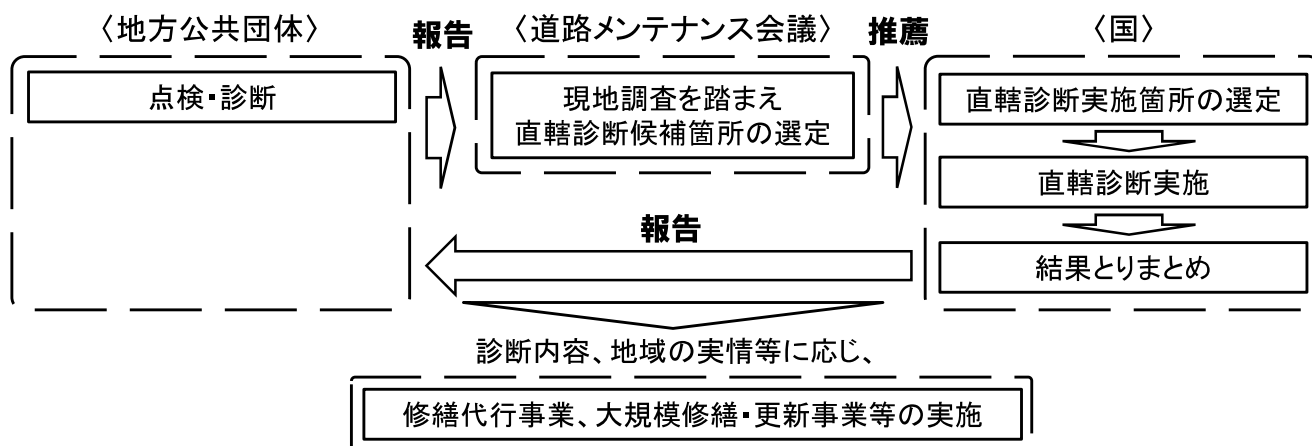 〈地方公共団体〉
点検・診断
報告
〈道路メンテナンス会議〉
現地調査を踏まえ
直轄診断候補箇所の選定
推薦
〈国〉
直轄診断実施箇所の選定
直轄診断実施
結果とりまとめ
報告
診断内容、地域の実情等に応じ、
修繕代行事業、大規模修繕・更新事業等の実施